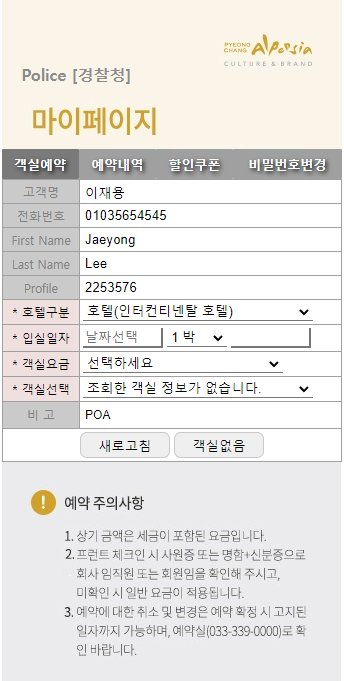 PYEONG
CHANG Alpensia
CULTURE & BRAND
Police [경찰청]
마이페이지
객실예약 예약내역 할인쿠폰 비밀번호변경
고객명 이재용
전화번호 01035654545
First Name Jaeyong
Last Name Lee
Profile 2253576
* 호텔구분 호텔(인터컨티넨탈 호텔)
* 입실일자 날짜선택 1 박
* 객실요금 선택하세요
* 객실선택 조회한 객실 정보가 없습니다.
비 고 POA
새로고침 객실없음
! 예약 주의사항
1. 상기 금액은 세금이 포함된 요금입니다.
2. 프런트 체크인 시 사원증 또는 명함+신분증으로
회사 임직원 또는 회원임을 확인해 주시고,
미확인 시 일반 요금이 적용됩니다.
3. 예약에 대한 취소 및 변경은 예약 확정 시 고지된
일자까지 가능하며, 예약실(033-339-0000)로 확
인 바랍니다.